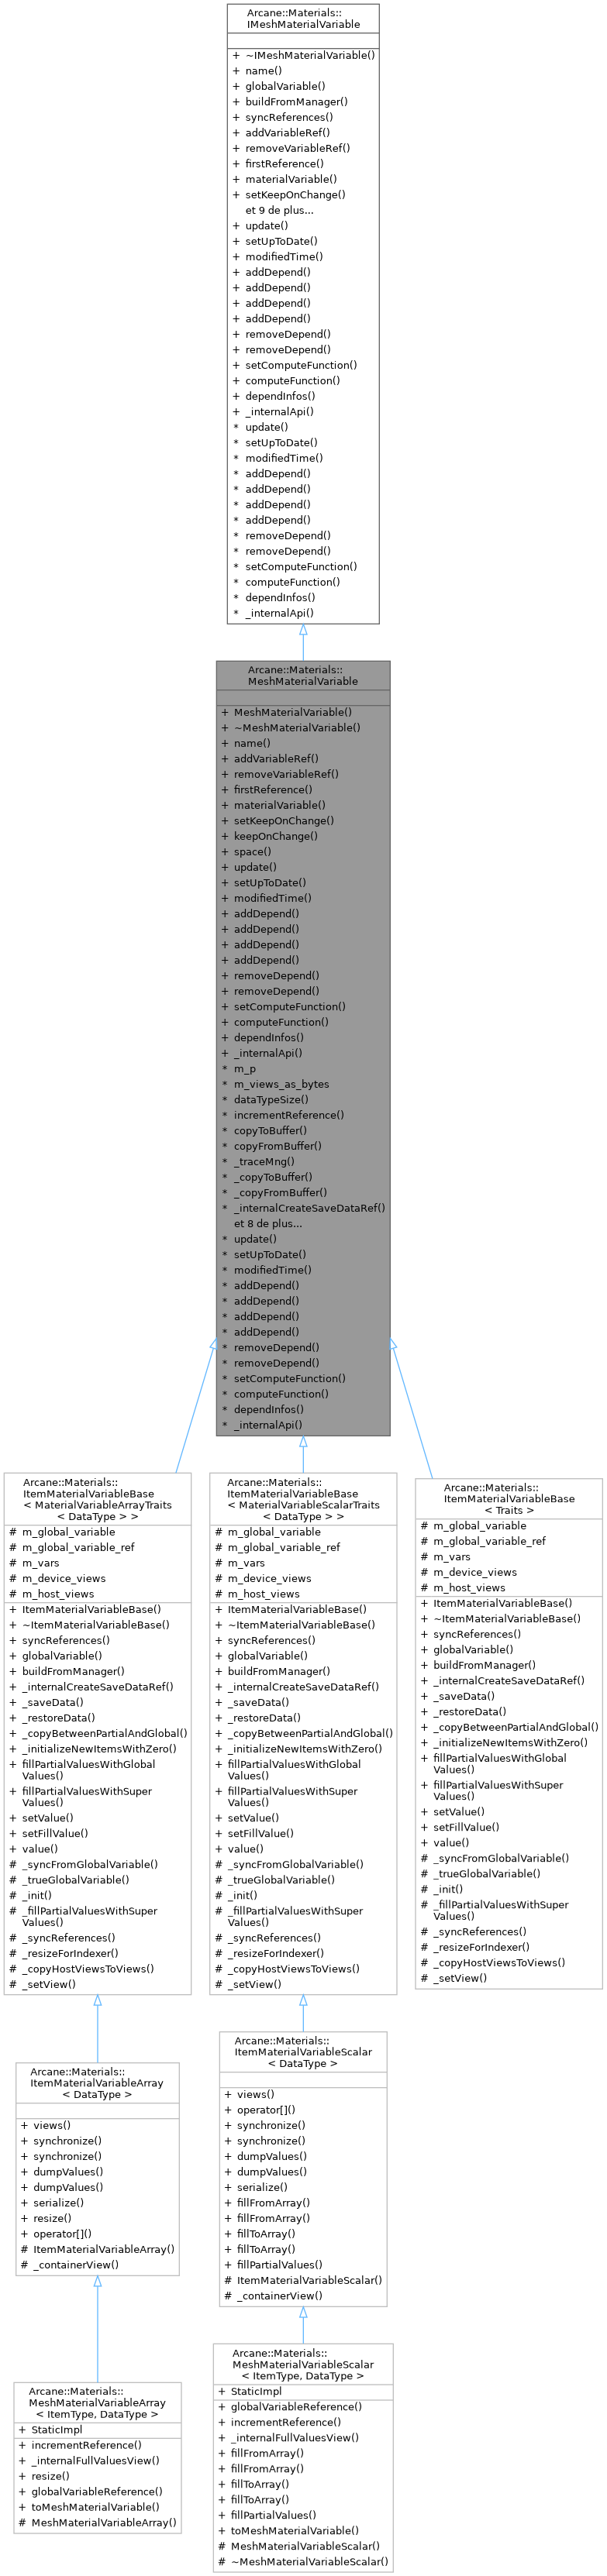 Arcane::Materials::
IMeshMaterialVariable
+ ~IMeshMaterialVariable()
+ name()
+ globalVariable()
+ buildFromManager()
+ syncReferences()
+ addVariableRef()
+ removeVariableRef()
+ firstReference()
+ materialVariable()
+ setKeepOnChange()
et 9 de plus...
+ update()
+ setUpToDate()
+ modifiedTime()
+ addDepend()
+ addDepend()
+ addDepend()
+ addDepend()
+ removeDepend()
+ removeDepend()
+ setComputeFunction()
+ computeFunction()
+ dependInfos()
+ _internalApi()
* update()
* setUpToDate()
* modifiedTime()
* addDepend()
* addDepend()
* addDepend()
* addDepend()
* removeDepend()
* removeDepend()
* setComputeFunction()
* computeFunction()
* dependInfos()
* _internalApi()
Arcane::Materials::
MeshMaterialVariable
+ MeshMaterialVariable()
+ ~MeshMaterialVariable()
+ name()
+ addVariableRef()
+ removeVariableRef()
+ firstReference()
+ materialVariable()
+ setKeepOnChange()
+ keepOnChange()
+ space()
+ update()
+ setUpToDate()
+ modifiedTime()
+ addDepend()
+ addDepend()
+ addDepend()
+ addDepend()
+ removeDepend()
+ removeDepend()
+ setComputeFunction()
+ computeFunction()
+ dependInfos()
+ _internalApi()
* m_p
* m_views_as_bytes
* dataTypeSize()
* incrementReference()
* copyToBuffer()
* copyFromBuffer()
* _traceMng()
* _copyToBuffer()
* _copyFromBuffer()
* _internalCreateSaveDataRef()
et 8 de plus...
* update()
* setUpToDate()
* modifiedTime()
* addDepend()
* addDepend()
* addDepend()
* addDepend()
* removeDepend()
* removeDepend()
* setComputeFunction()
* computeFunction()
* dependInfos()
* _internalApi()
Arcane::Materials::
ItemMaterialVariableBase
< MaterialVariableArrayTraits
< DataType > >
# m_global_variable
# m_global_variable_ref
# m_vars
# m_device_views
# m_host_views
+ ItemMaterialVariableBase()
+ ~ItemMaterialVariableBase()
+ syncReferences()
+ globalVariable()
+ buildFromManager()
+ _internalCreateSaveDataRef()
+ _saveData()
+ _restoreData()
+ _copyBetweenPartialAndGlobal()
+ _initializeNewItemsWithZero()
+ fillPartialValuesWithGlobal
Values()
+ fillPartialValuesWithSuper
Values()
+ setValue()
+ setFillValue()
+ value()
# _syncFromGlobalVariable()
# _trueGlobalVariable()
# _init()
# _fillPartialValuesWithSuper
Values()
# _syncReferences()
# _resizeForIndexer()
# _copyHostViewsToViews()
# _setView()
Arcane::Materials::
ItemMaterialVariableBase
< MaterialVariableScalarTraits
< DataType > >
# m_global_variable
# m_global_variable_ref
# m_vars
# m_device_views
# m_host_views
+ ItemMaterialVariableBase()
+ ~ItemMaterialVariableBase()
+ syncReferences()
+ globalVariable()
+ buildFromManager()
+ _internalCreateSaveDataRef()
+ _saveData()
+ _restoreData()
+ _copyBetweenPartialAndGlobal()
+ _initializeNewItemsWithZero()
+ fillPartialValuesWithGlobal
Values()
+ fillPartialValuesWithSuper
Values()
+ setValue()
+ setFillValue()
+ value()
# _syncFromGlobalVariable()
# _trueGlobalVariable()
# _init()
# _fillPartialValuesWithSuper
Values()
# _syncReferences()
# _resizeForIndexer()
# _copyHostViewsToViews()
# _setView()
Arcane::Materials::
ItemMaterialVariableBase
< Traits >
# m_global_variable
# m_global_variable_ref
# m_vars
# m_device_views
# m_host_views
+ ItemMaterialVariableBase()
+ ~ItemMaterialVariableBase()
+ syncReferences()
+ globalVariable()
+ buildFromManager()
+ _internalCreateSaveDataRef()
+ _saveData()
+ _restoreData()
+ _copyBetweenPartialAndGlobal()
+ _initializeNewItemsWithZero()
+ fillPartialValuesWithGlobal
Values()
+ fillPartialValuesWithSuper
Values()
+ setValue()
+ setFillValue()
+ value()
# _syncFromGlobalVariable()
# _trueGlobalVariable()
# _init()
# _fillPartialValuesWithSuper
Values()
# _syncReferences()
# _resizeForIndexer()
# _copyHostViewsToViews()
# _setView()
Arcane::Materials::
ItemMaterialVariableArray
< DataType >
+ views()
+ synchronize()
+ synchronize()
+ dumpValues()
+ dumpValues()
+ serialize()
+ resize()
+ operator[]()
# ItemMaterialVariableArray()
# _containerView()
Arcane::Materials::
ItemMaterialVariableScalar
< DataType >
+ views()
+ operator[]()
+ synchronize()
+ synchronize()
+ dumpValues()
+ dumpValues()
+ serialize()
+ fillFromArray()
+ fillFromArray()
+ fillToArray()
+ fillToArray()
+ fillPartialValues()
# ItemMaterialVariableScalar()
# _containerView()
Arcane::Materials::
MeshMaterialVariableArray
< ItemType, DataType >
+ StaticImpl
+ incrementReference()
+ _internalFullValuesView()
+ resize()
+ globalVariableReference()
+ toMeshMaterialVariable()
# MeshMaterialVariableArray()
Arcane::Materials::
MeshMaterialVariableScalar
< ItemType, DataType >
+ StaticImpl
+ globalVariableReference()
+ incrementReference()
+ _internalFullValuesView()
+ fillFromArray()
+ fillFromArray()
+ fillToArray()
+ fillToArray()
+ fillPartialValues()
+ toMeshMaterialVariable()
# MeshMaterialVariableScalar()
# ~MeshMaterialVariableScalar()